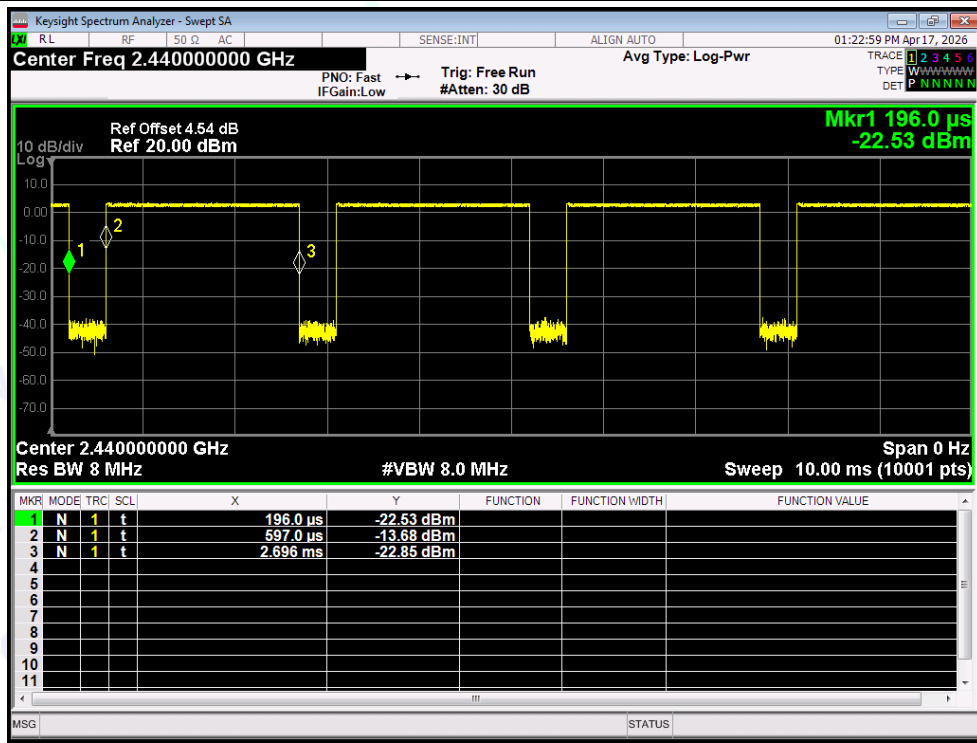 Keysight Spectrum Analyzer - Swept SA
LXI RL RF 50 Ω AC SENSE:INT ALIGN AUTO 01:22:59 PM Apr 17, 2026
Center Freq 2.440000000 GHz Avg Type: Log-Pwr TRACE 1 2 3 4 5 6
PNO: Fast Trig: Free Run TYPE WWWWWW
IFGain:Low #Atten: 30 dB DET P N N N N N
Mkr1 196.0 µs
Ref Offset 4.54 dB
10 dB/div Ref 20.00 dBm -22.53 dBm
Log
10.0
0.00
2
-10.0
1
3
-20.0
-30.0
-40.0
-50.0
-60.0
-70.0
Center 2.440000000 GHz Span 0 Hz
Res BW 8 MHz #VBW 8.0 MHz Sweep 10.00 ms (10001 pts)
MKR MODE TRC SCL X Y FUNCTION FUNCTION WIDTH FUNCTION VALUE
1 N 1 t 196.0 µs -22.53 dBm
2 N 1 t 597.0 µs -13.68 dBm
3 N 1 t 2.696 ms -22.85 dBm
4
5
6
7
8
9
10
11
MSG STATUS